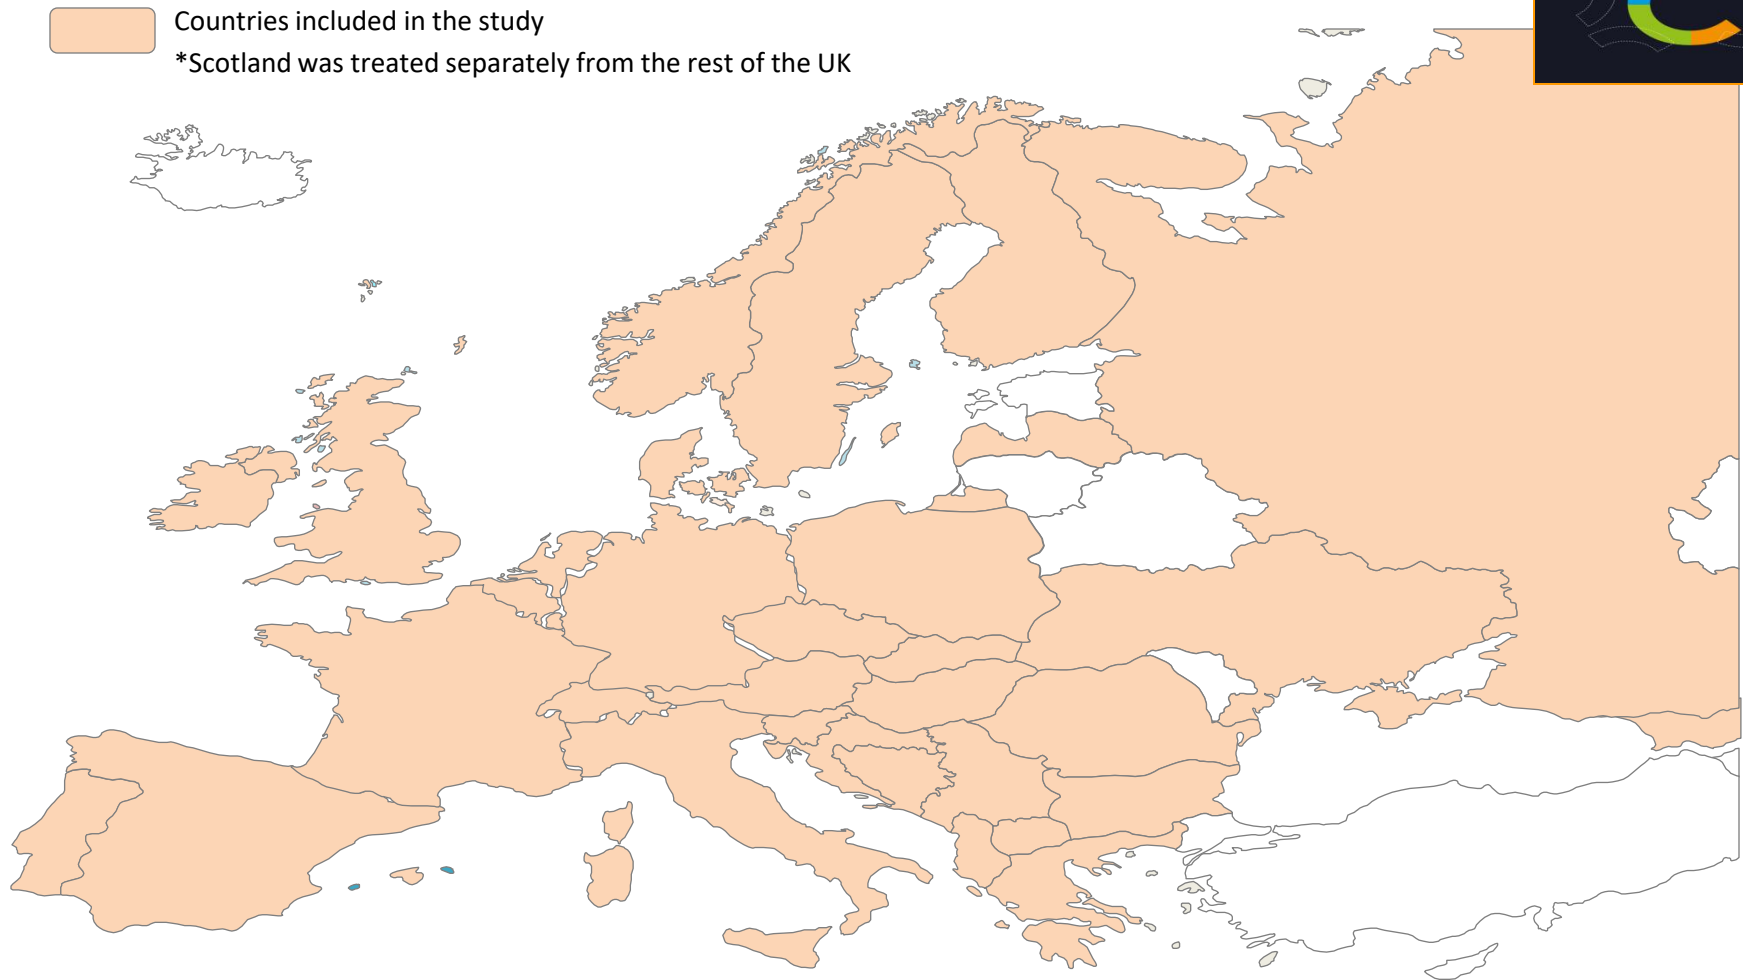 Countries included in the study
*Scotland was treated separately from the rest of the UK